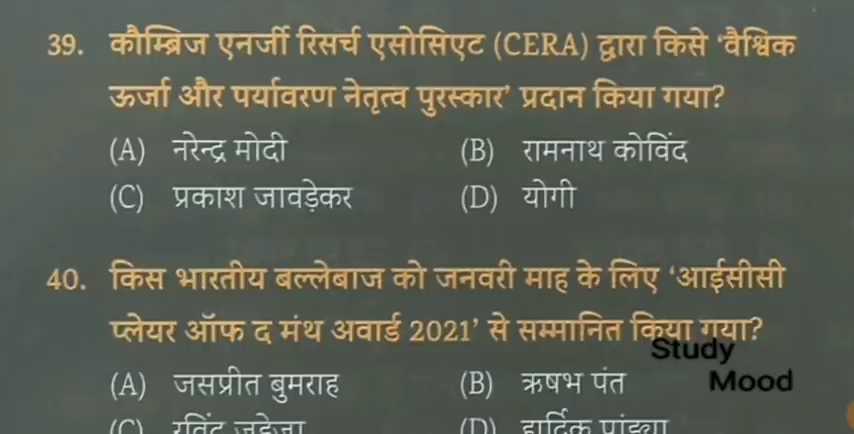 39. कौम्ब्रिज एनर्जी रिसर्च एसोसिएट (CERA) द्वारा किसे 'वैश्विक
ऊर्जा और पर्यावरण नेतृत्व पुरस्कार' प्रदान किया गया?
(A) नरेन्द्र मोदी (B) रामनाथ कोविंद
(C) प्रकाश जावड़ेकर (D) योगी
40. किस भारतीय बल्लेबाज को जनवरी माह के लिए 'आईसीसी
प्लेयर ऑफ द मंथ अवार्ड 2021' से सम्मानित किया गया?
Study
(A) जसप्रीत बुमराह (B) ऋषभ पंत Mood
(C) रविंद्र जडेजा (D) हार्दिक पांड्या